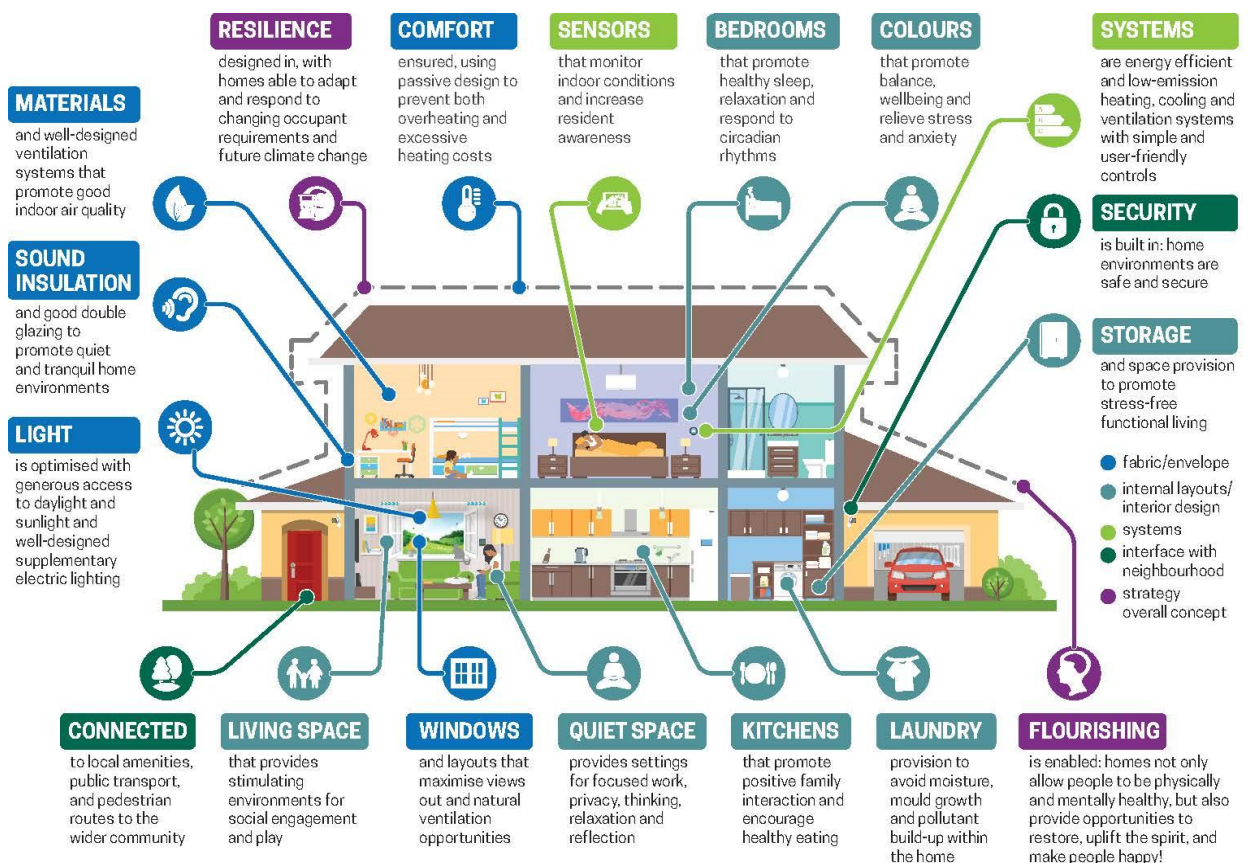 RESILIENCE
designed in, with
homes able to adapt
and respond to
changing occupant
requirements and
future climate change
COMFORT
ensured, using
passive design to
prevent both
overheating and
excessive
heating costs
SENSORS
that monitor
indoor conditions
and increase
resident
awareness
BEDROOMS
that promote
healthy sleep,
relaxation and
respond to
circadian
rhythms
COLOURS
that promote
balance,
wellbeing and
relieve stress
and anxiety
SYSTEMS
are energy efficient
and low-emission
heating, cooling and
ventilation systems
with simple and
user-friendly
controls
MATERIALS
and well-designed
ventilation
systems that
promote good
indoor air quality
SECURITY
is built in: home
environments are
safe and secure
SOUND
INSULATION
and good double
glazing to
promote quiet
and tranquil home
environments
STORAGE
and space provision
to promote
stress-free
functional living
LIGHT
is optimised with
generous access
to daylight and
sunlight and
well-designed
supplementary
electric lighting
fabric/envelope
internal layouts/
interior design
systems
interface with
neighbourhood
strategy
overall concept
CONNECTED
to local amenities,
public transport,
and pedestrian
routes to the
wider community
LIVING SPACE
that provides
stimulating
environments for
social engagement
and play
WINDOWS
and layouts that
maximise views
out and natural
ventilation
opportunities
QUIET SPACE
provides settings
for focused work,
privacy, thinking,
relaxation and
reflection
KITCHENS
that promote
positive family
interaction and
encourage
healthy eating
LAUNDRY
provision to
avoid moisture,
mould growth
and pollutant
build-up within
the home
FLOURISHING
is enabled: homes not only
allow people to be physically
and mentally healthy, but also
provide opportunities to
restore, uplift the spirit, and
make people happy!